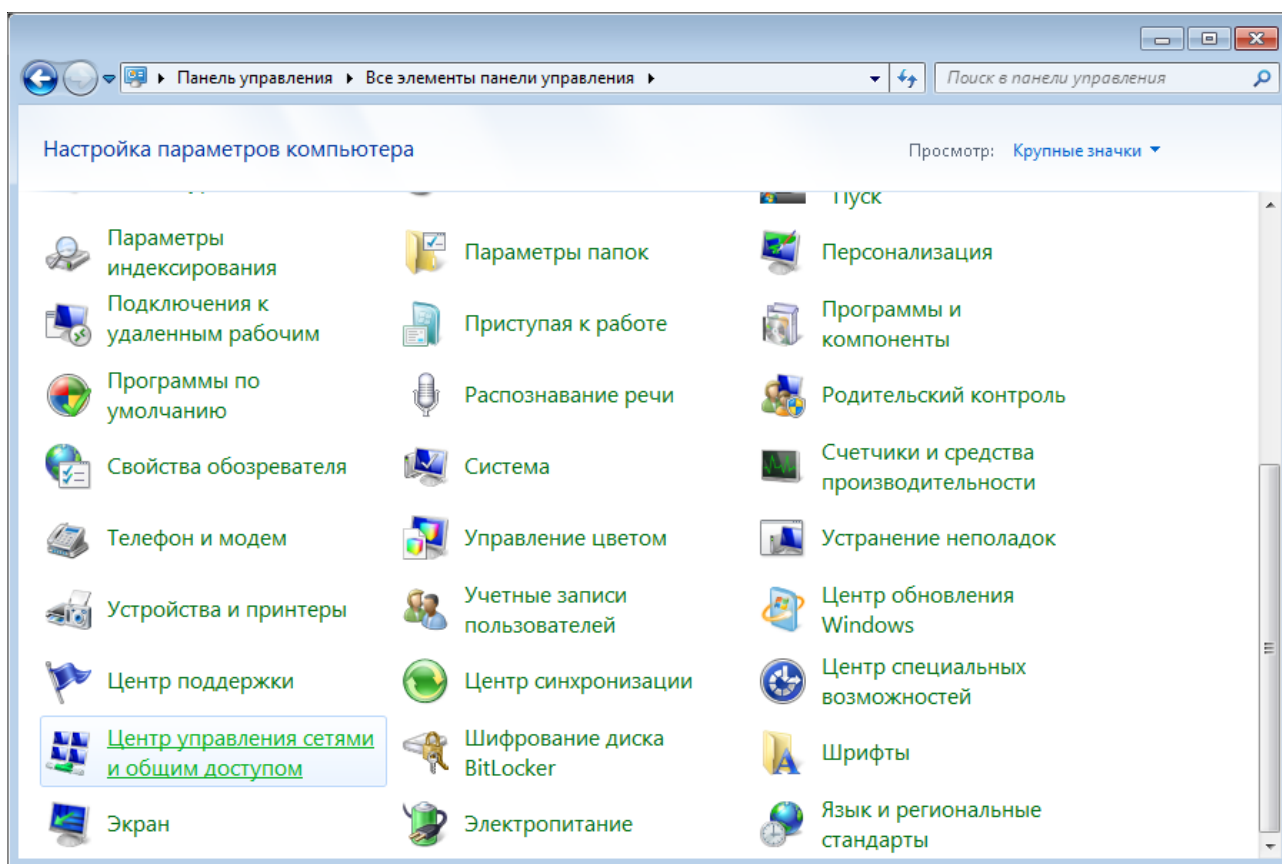 Панель управления Все элементы панели управления
Поиск в панели управления
Настройка параметров компьютера
Просмотр: Крупные значки
Пуск
Параметры
индексирования
Параметры папок
Персонализация
Подключения к
удаленным рабочим
Приступая к работе
Программы и
компоненты
Программы по
умолчанию
Распознавание речи
Родительский контроль
Свойства обозревателя
Система
Счетчики и средства
производительности
Телефон и модем
Управление цветом
Устранение неполадок
Устройства и принтеры
Учетные записи
пользователей
Центр обновления
Windows
Центр поддержки
Центр синхронизации
Центр специальных
возможностей
Центр управления сетями
и общим доступом
Шифрование диска
BitLocker
Шрифты
Экран
Электропитание
Язык и региональные
стандарты